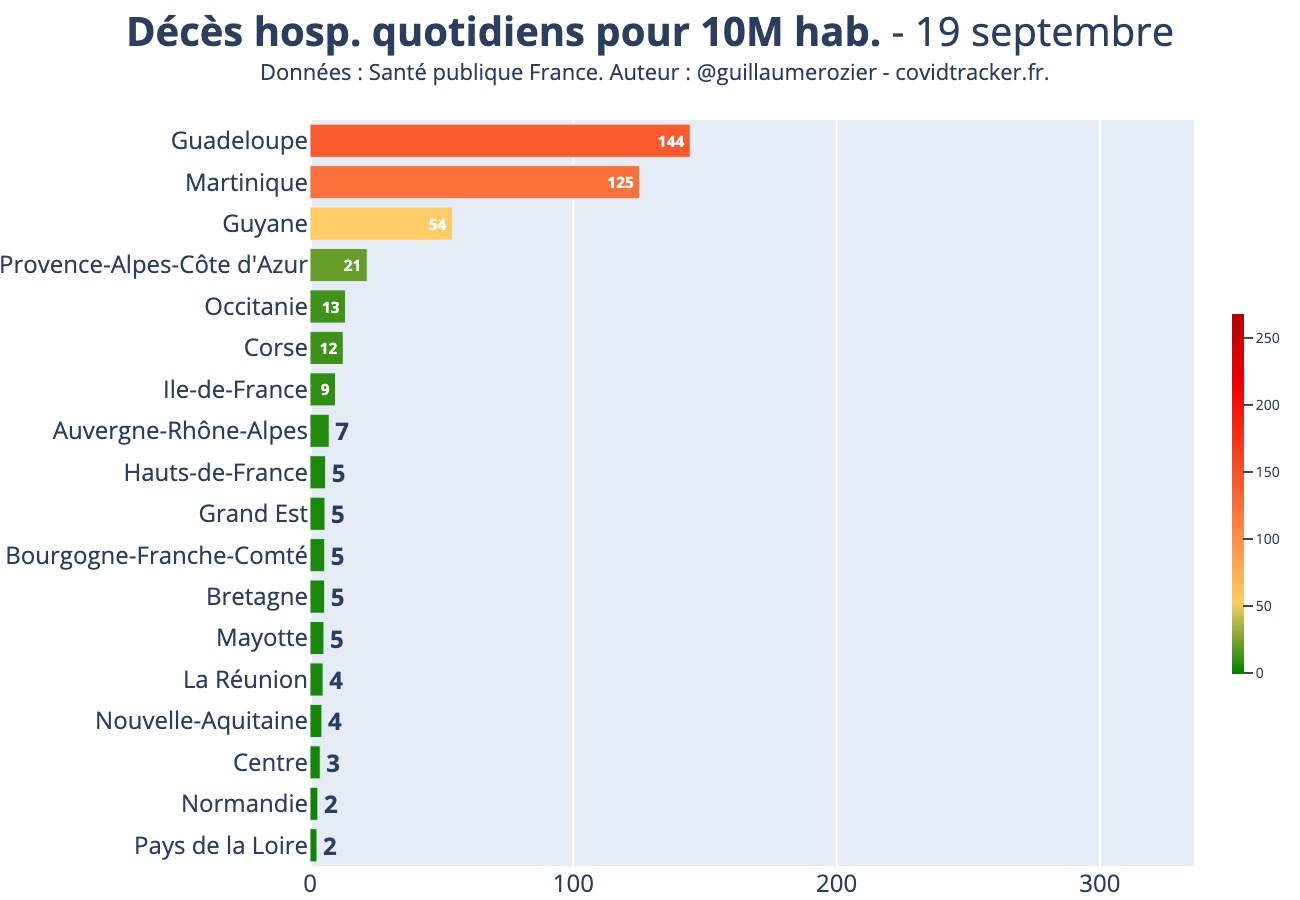 Décès hosp. quotidiens pour 10M hab. - 19 septembre
Données : Santé publique France. Auteur : @guillaumerozier - covidtracker.fr.
Guadeloupe 144
Martinique 125
Guyane 54
Provence-Alpes-Côte d'Azur 21
Occitanie 13
Corse 12
Ile-de-France 9
Auvergne-Rhône-Alpes 7
Hauts-de-France 5
Grand Est 5
Bourgogne-Franche-Comté 5
Bretagne 5
Mayotte 5
La Réunion 4
Nouvelle-Aquitaine 4
Centre 3
Normandie 2
Pays de la Loire 2
0 100 200 300
250
200
150
100
50
0